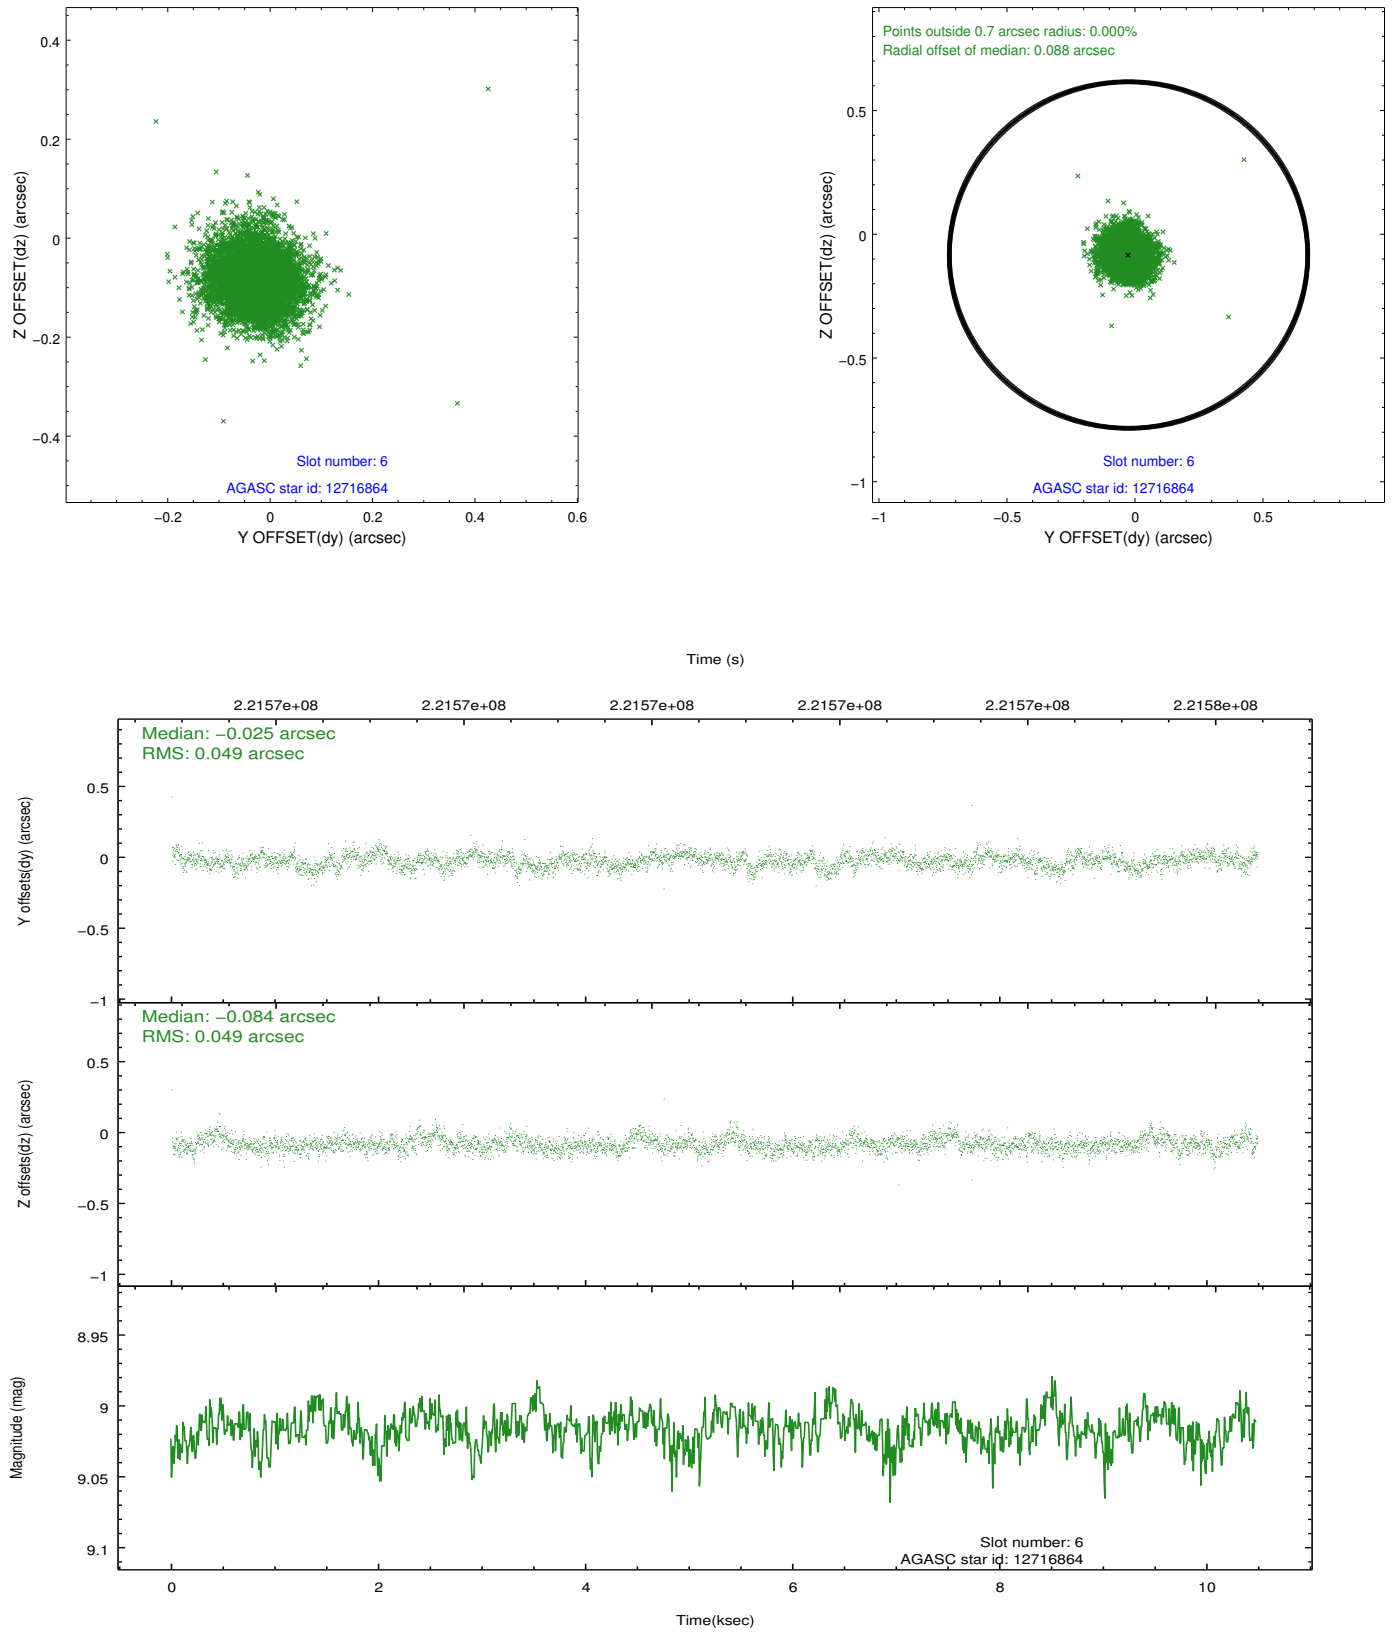 0.4
0.2
0
−0.2
−0.4
Z OFFSET(dz) (arcsec)
Slot number: 6
AGASC star id: 12716864
−0.2 0 0.2 0.4 0.6
Y OFFSET(dy) (arcsec)
Points outside 0.7 arcsec radius: 0.000%
Radial offset of median: 0.088 arcsec
0.5
0
−0.5
−1
Z OFFSET(dz) (arcsec)
Slot number: 6
AGASC star id: 12716864
−1 −0.5 0 0.5
Y OFFSET(dy) (arcsec)
Time (s)
2.2157e+08 2.2157e+08 2.2157e+08 2.2157e+08 2.2157e+08 2.2158e+08
Median: −0.025 arcsec
RMS: 0.049 arcsec
0.5
0
−0.5
−1
Y offsets(dy) (arcsec)
Median: −0.084 arcsec
RMS: 0.049 arcsec
0.5
0
−0.5
−1
Z offsets(dz) (arcsec)
8.95
9
9.05
9.1
Magnitude (mag)
Slot number: 6
AGASC star id: 12716864
0 2 4 6 8 10
Time(ksec)